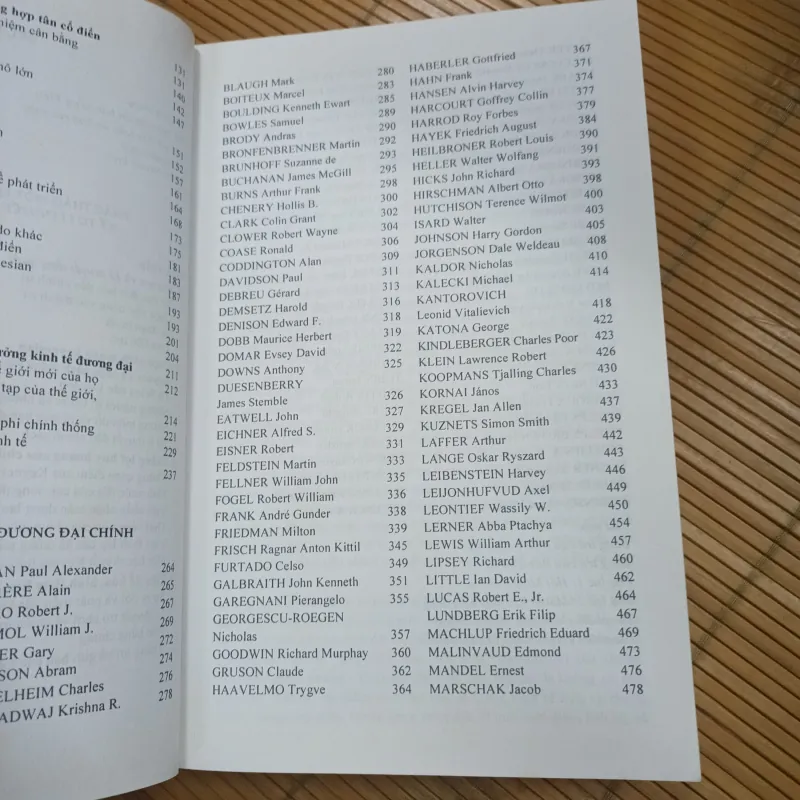 hợp tân cổ điển
niệm cân bằng
131
mô lớn
131
140
142
147
151
152
157
phát triển
161
164
168
do khác
173
điển
175
esian
181
183
187
193
193
201
ưởng kinh tế đương đại
204
giới mới của họ
211
tạp của thế giới,
212
214
phi chính thống
221
nh tế
229
237
ĐƯƠNG ĐẠI CHÍNH
AN Paul Alexander 264
LÈRE Alain 265
O Robert J. 267
MOL William J. 269
ER Gary 272
SON Abram 274
ELHEIM Charles 276
ADWAJ Krishna R. 278
BLAUGH Mark 280
BOITEUX Marcel 283
BOULDING Kenneth Ewart 285
BOWLES Samuel 289
BRODY Andras 290
BRONFENBRENNER Martin 292
BRUNHOFF Suzanne de 293
BUCHANAN James McGill 295
BURNS Arthur Frank 298
CHENERY Hollis B. 300
CLARK Colin Grant 302
CLOWER Robert Wayne 304
COASE Ronald 306
CODDINGTON Alan 309
DAVIDSON Paul 311
DEBREU Gérard 313
DEMSETZ Harold 316
DENISON Edward F. 318
DOBB Maurice Herbert 319
DOMAR Evsey David 322
DOWNS Anthony 325
DUESENBERRY
James Stemble 326
EATWELL John 327
EICHNER Alfred S. 329
EISNER Robert 331
FELDSTEIN Martin 333
FELLNER William John 335
FOGEL Robert William 336
FRANK André Gunder 338
FRIEDMAN Milton 339
FRISCH Ragnar Anton Kittil 345
FURTADO Celso 349
GALBRAITH John Kenneth 351
GAREGNANI Pierangelo 355
GEORGESCU-ROEGEN
Nicholas 357
GOODWIN Richard Murphay 360
GRUSON Claude 362
HAAVELMO Trygve 364
HABERLER Gottfried 367
HAHN Frank 371
HANSEN Alvin Harvey 374
HARCOURT Goffrey Collin 377
HARROD Roy Forbes 379
HAYEK Friedrich August 384
HEILBRONER Robert Louis 390
HELLER Walter Wolfang 391
HICKS John Richard 393
HIRSCHMAN Albert Otto 398
HUTCHISON Terence Wilmot 400
ISARD Walter 403
JOHNSON Harry Gordon 405
JORGENSON Dale Weldeau 408
KALDOR Nicholas 410
KALECKI Michael 414
KANTOROVICH
Leonid Vitalievich 418
KATONA George 422
KINDLEBERGER Charles Poor 423
KLEIN Lawrence Robert 426
KOOPMANS Tjalling Charles 430
KORNAI János 433
KREGEL Jan Allen 437
KUZNETS Simon Smith 439
LAFFER Arthur 442
LANGE Oskar Ryszard 443
LEIBENSTEIN Harvey 446
LEIJONHUFVUD Axel 449
LEONTIEF Wassily W. 450
LERNER Abba Ptachya 454
LEWIS William Arthur 457
LIPSEY Richard 460
LITTLE Ian David 462
LUCAS Robert E., Jr. 464
LUNDBERG Erik Filip 467
MACHLUP Friedrich Eduard 469
MALINVAUD Edmond 473
MANDEL Ernest 476
MARSCHAK Jacob 478